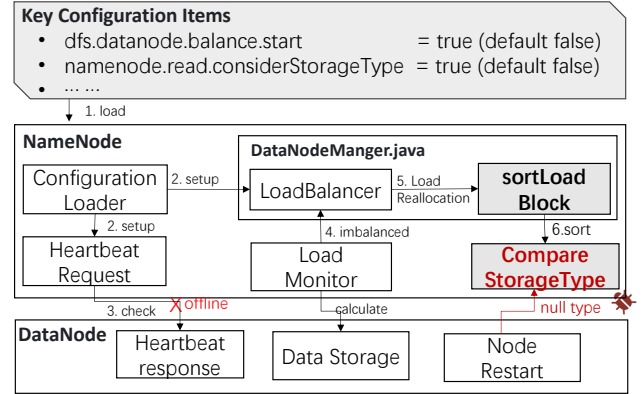 Key Configuration Items
• dfs.datanode.balance.start = true (default false)
• namenode.read.considerStorageType = true (default false)
• ... ...
1. load
NameNode
DataNodeManger.java
Configuration
Loader
2. setup
LoadBalancer
5. Load
Reallocation
sortLoad
Block
2. setup
4. imbalanced
6.sort
Heartbeat
Request
Load
Monitor
Compare
StorageType
3. check
X offline
calculate
null type
DataNode
Heartbeat
response
Data Storage
Node
Restart